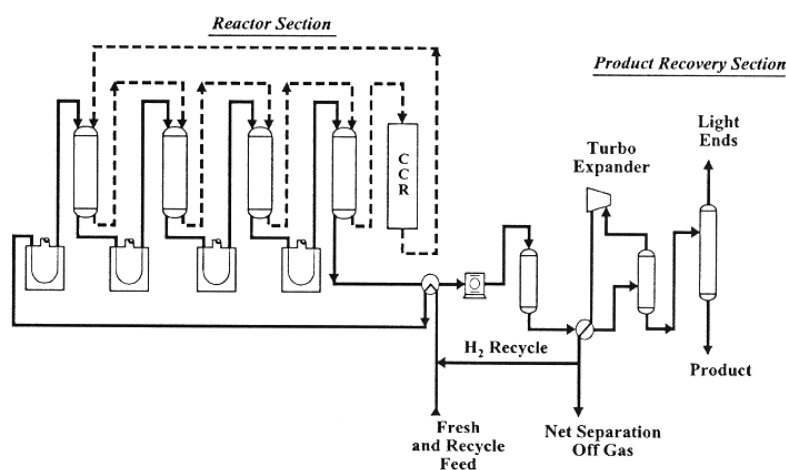 Reactor Section
Product Recovery Section
C
C
R
Turbo
Expander
Light
Ends
H2 Recycle
Product
Fresh
and Recycle
Feed
Net Separation
Off Gas